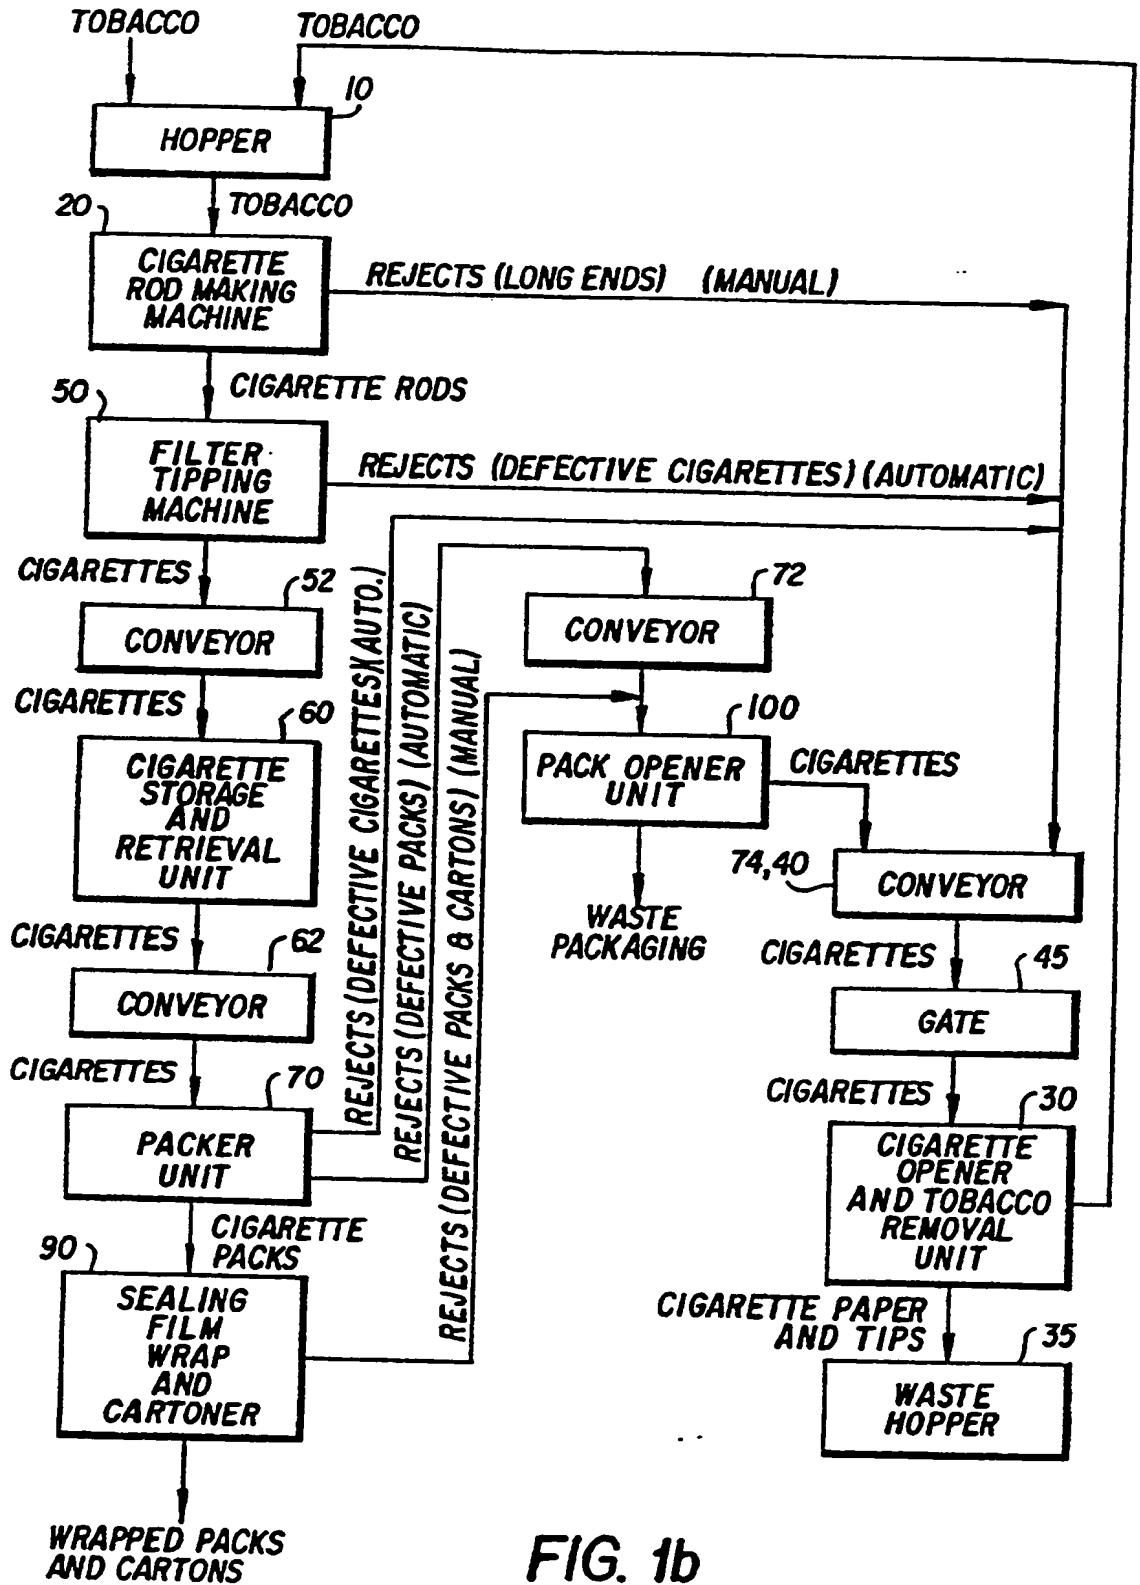 TOBACCO
TOBACCO
10
HOPPER
TOBACCO
20
CIGARETTE
ROD MAKING
MACHINE
REJECTS (LONG ENDS) (MANUAL)
CIGARETTE RODS
50
FILTER
TIPPING
MACHINE
REJECTS (DEFECTIVE CIGARETTES) (AUTOMATIC)
CIGARETTES
52
CONVEYOR
CIGARETTES
60
CIGARETTE
STORAGE
AND
RETRIEVAL
UNIT
CIGARETTES
62
CONVEYOR
CIGARETTES
70
PACKER
UNIT
CIGARETTE
PACKS
90
SEALING
FILM
WRAP
AND
CARTONER
WRAPPED PACKS
AND CARTONS
REJECTS (DEFECTIVE CIGARETTES)(AUTO.)
REJECTS (DEFECTIVE PACKS) (AUTOMATIC)
REJECTS (DEFECTIVE PACKS & CARTONS) (MANUAL)
72
CONVEYOR
100
PACK OPENER
UNIT
CIGARETTES
WASTE
PACKAGING
74,40
CONVEYOR
CIGARETTES
45
GATE
CIGARETTES
30
CIGARETTE
OPENER
AND TOBACCO
REMOVAL
UNIT
CIGARETTE PAPER
AND TIPS
35
WASTE
HOPPER
FIG. 1b